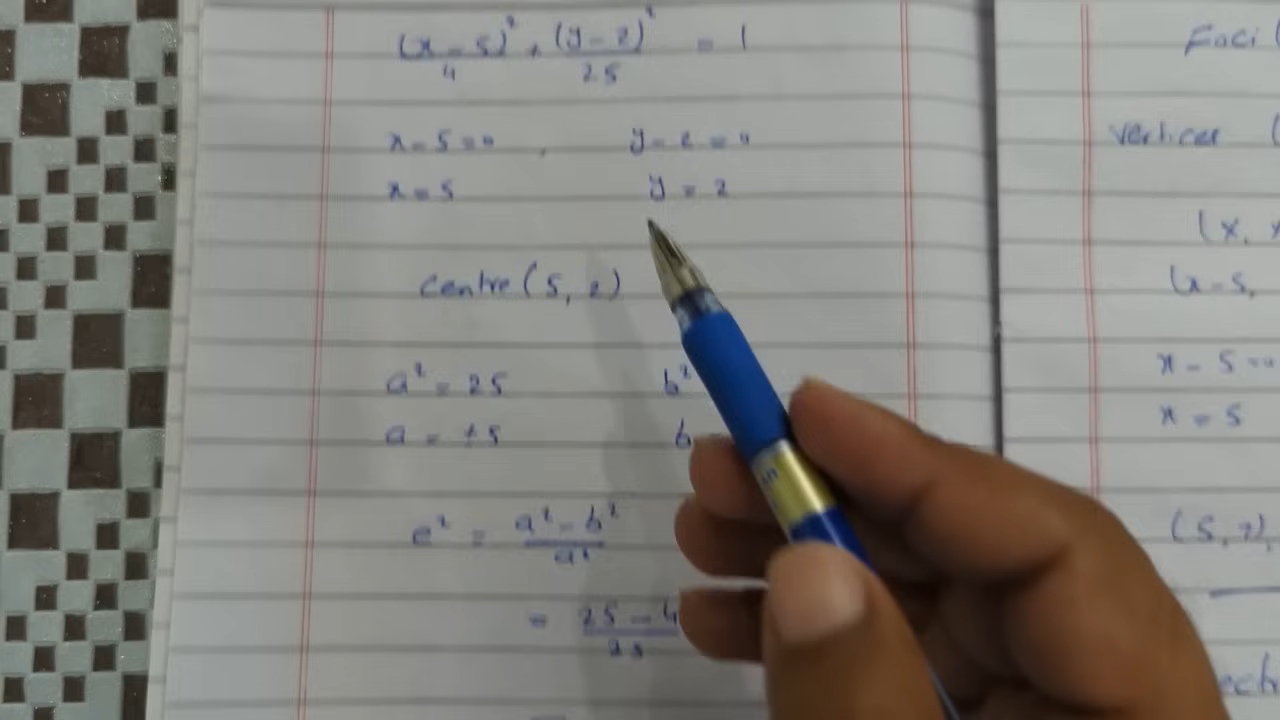 (x-5)²/4 + (y-2)²/25 = 1
x-5=0, y-2=0
x=5 y=2
Centre (5, 2)
a² = 25 b²
a = ±5 b
e² = a²-b²/a²
= 25-4/25
Foci (
Vertices (
(x,
(x-5,
x-5=0
x=5
(5,